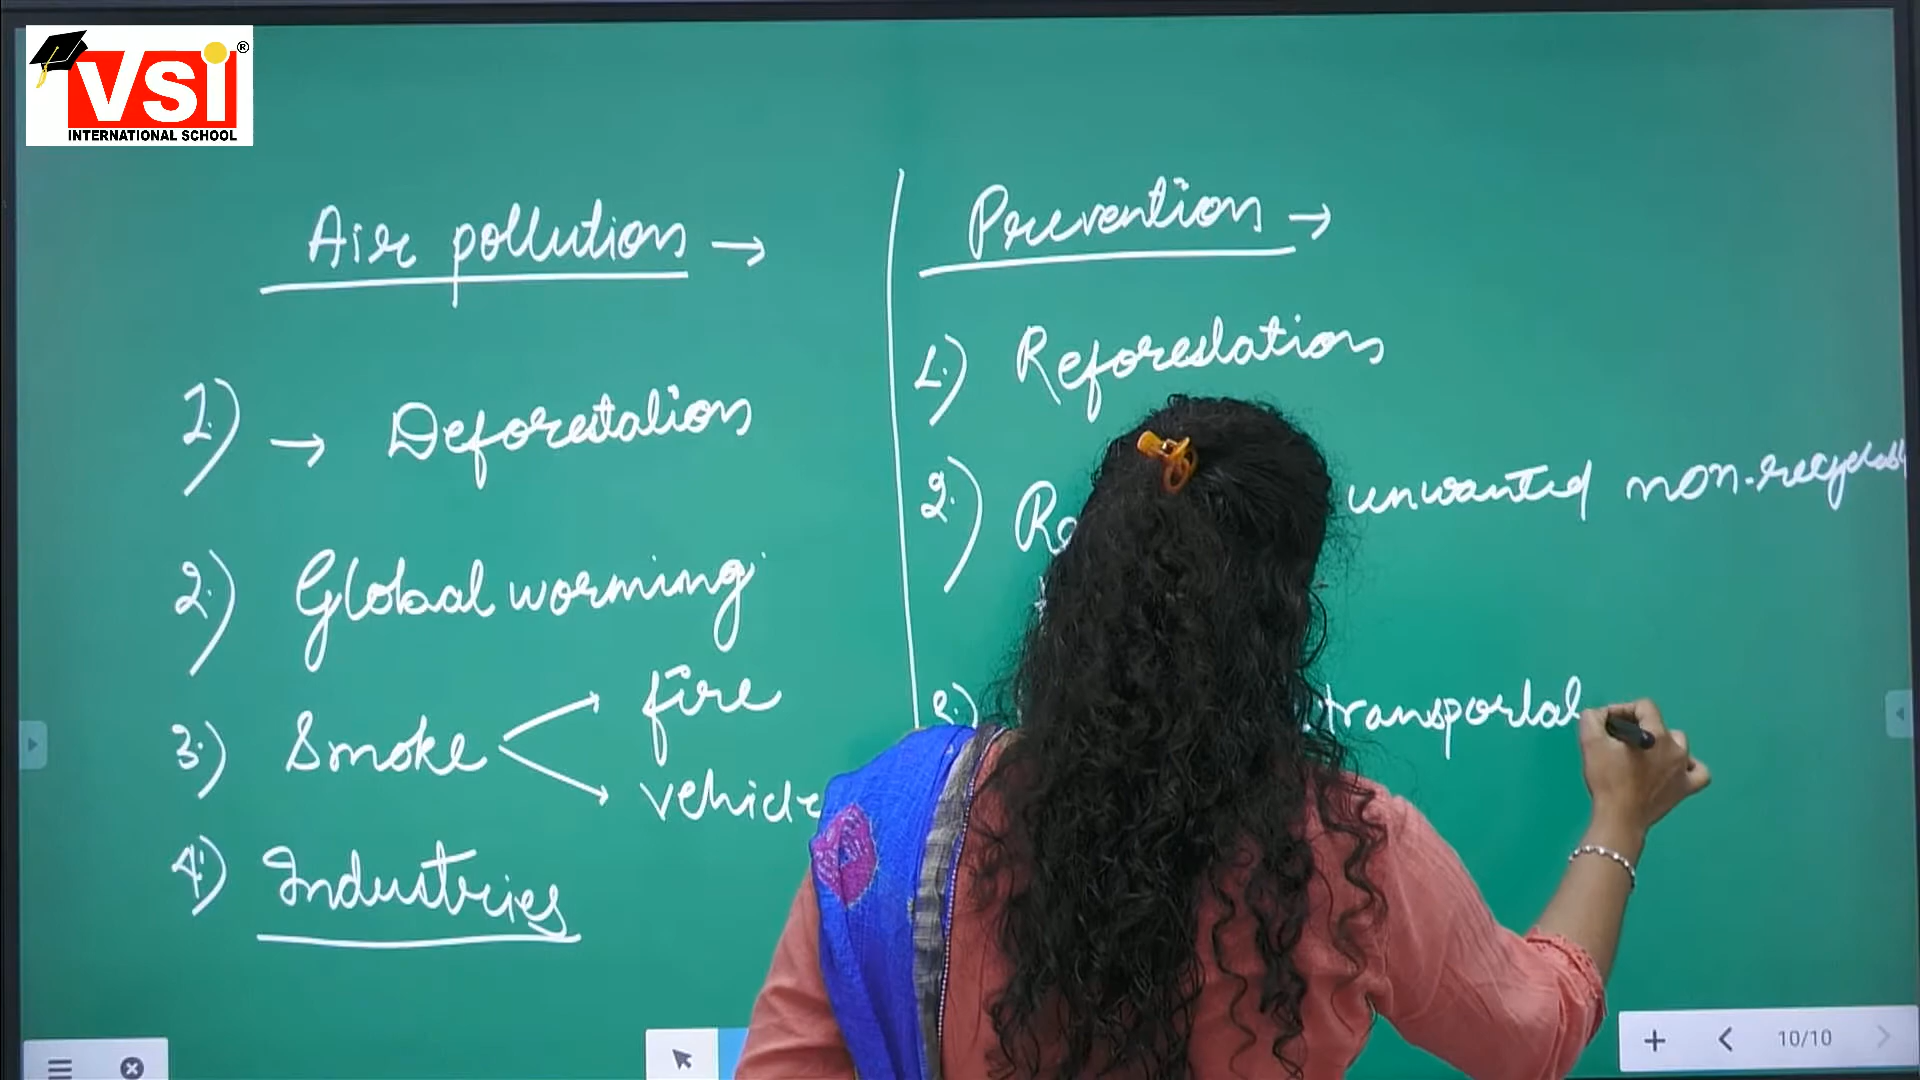 VSI®
INTERNATIONAL SCHOOL
Air pollution →
1.) → Deforestation
2.) Global worming
3.) Smoke
fire
vehicle
4.) Industries
Prevention →
1.) Reforestation
2.) unwanted non-recyclab
3.) transportat
10/10